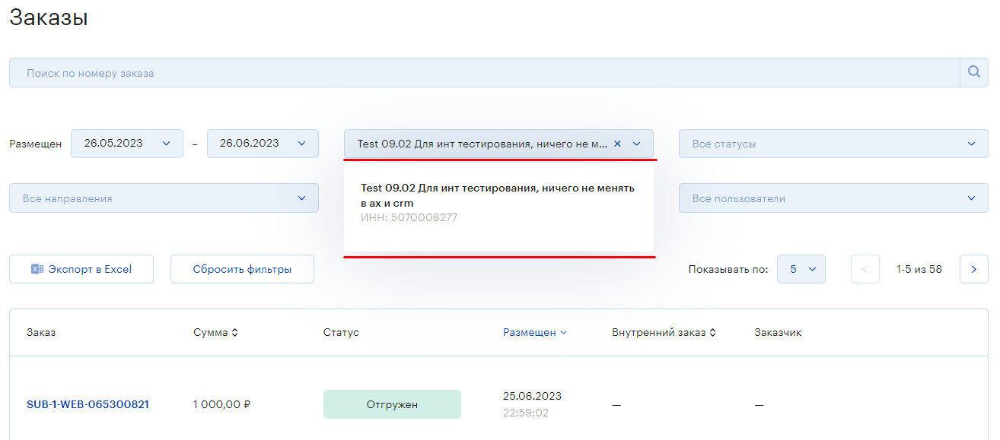 Заказы
Поиск по номеру заказа
Размещен 26.05.2023 – 26.06.2023 Test 09.02 Для инт тестирования, ничего не м... Все статусы
Test 09.02 Для инт тестирования, ничего не менять
в ах и crm
ИНН: 5070006277
Все направления Все пользователи
Экспорт в Excel Сбросить фильтры Показывать по: 5 1-5 из 58
Заказ Сумма Статус Размещен Внутренний заказ Заказчик
SUB-1-WEB-065300821 1 000,00 ₽ Отгружен 25.06.2023 — —
22:59:02